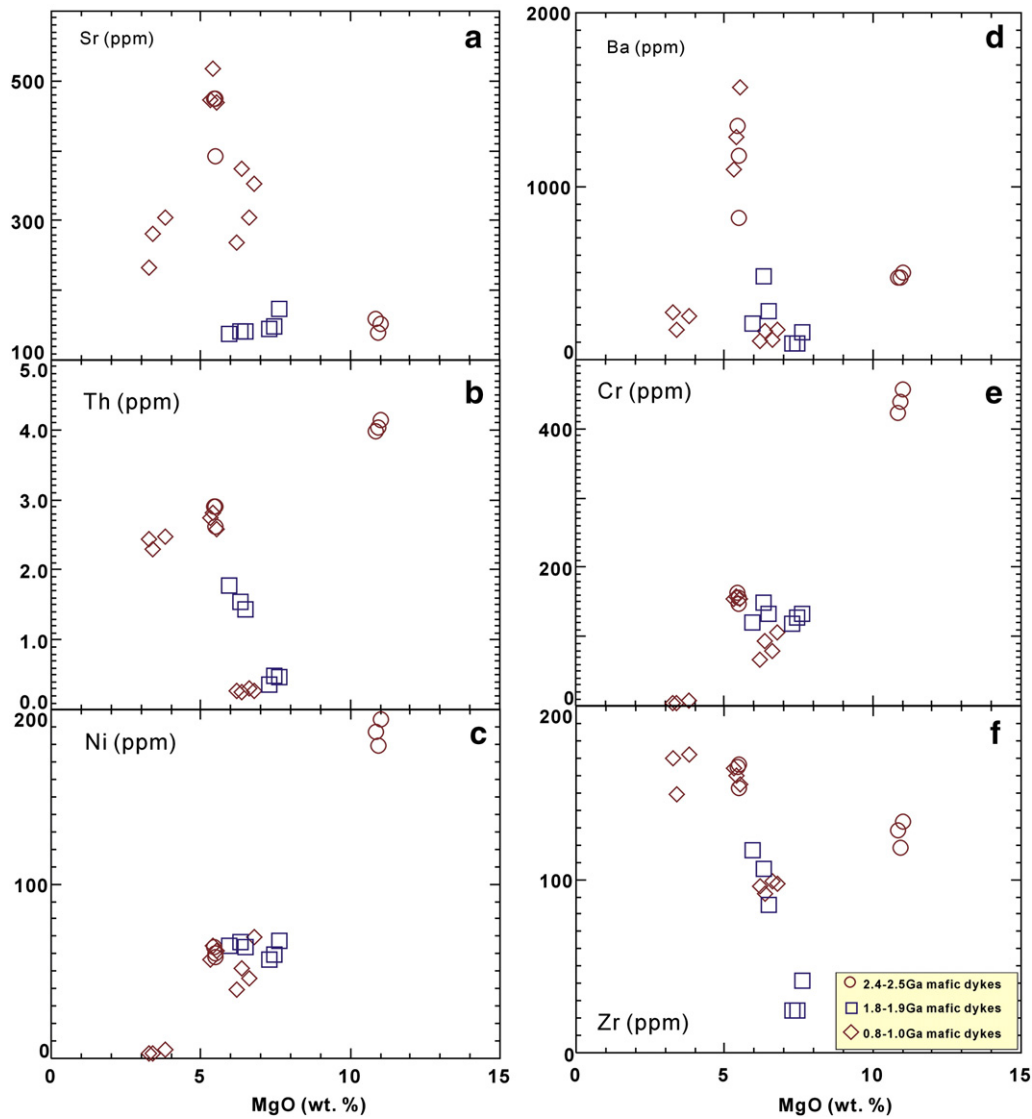 Sr (ppm)
a
500
300
100
Th (ppm)
b
5.0
4.0
3.0
2.0
1.0
0.0
Ni (ppm)
c
200
100
0
0 5 10 15
MgO (wt. %)
Ba (ppm)
d
2000
1000
0
Cr (ppm)
e
400
200
0
f
200
100
0
Zr (ppm)
2.4-2.5Ga mafic dykes
1.8-1.9Ga mafic dykes
0.8-1.0Ga mafic dykes
0 5 10 15
MgO (wt. %)